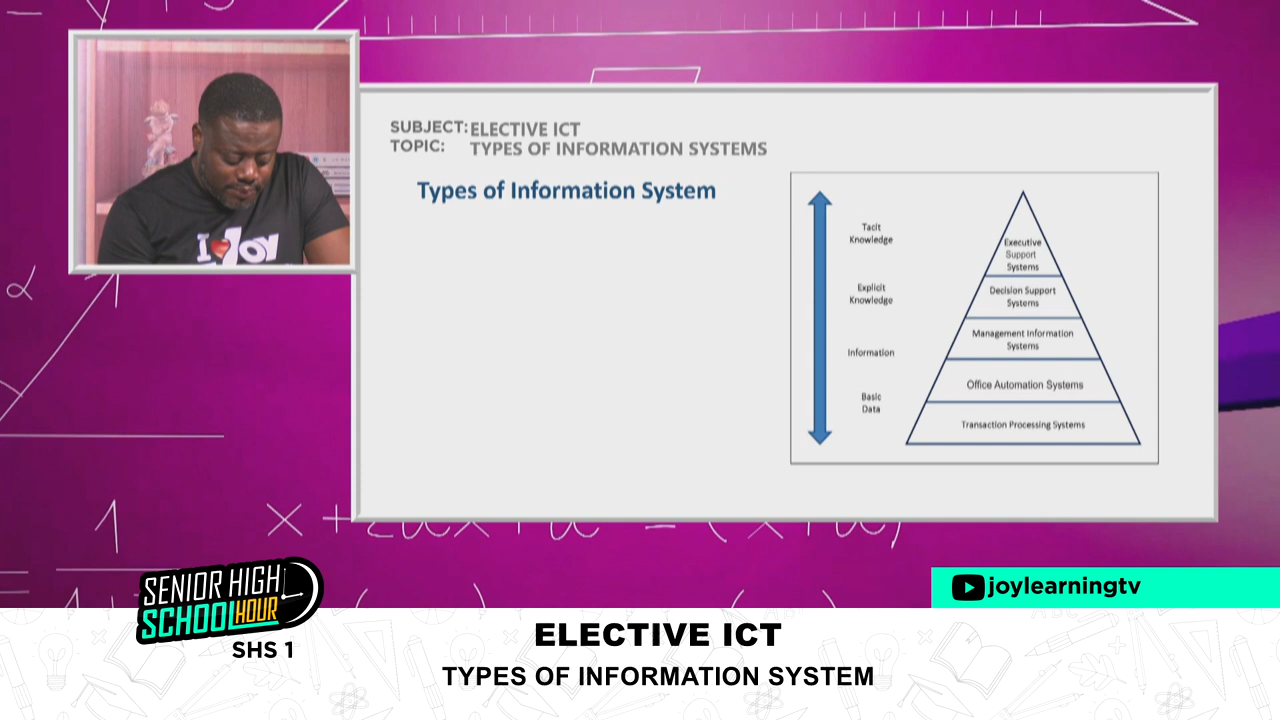 SUBJECT: ELECTIVE ICT
TOPIC: TYPES OF INFORMATION SYSTEMS
Types of Information System
Tacit
Knowledge
Explicit
Knowledge
Information
Basic
Data
Executive
Support
Systems
Decision Support
Systems
Management Information
Systems
Office Automation Systems
Transaction Processing Systems
I JOY
SENIOR HIGH
SCHOOL HOUR
SHS 1
joylearningtv
ELECTIVE ICT
TYPES OF INFORMATION SYSTEM